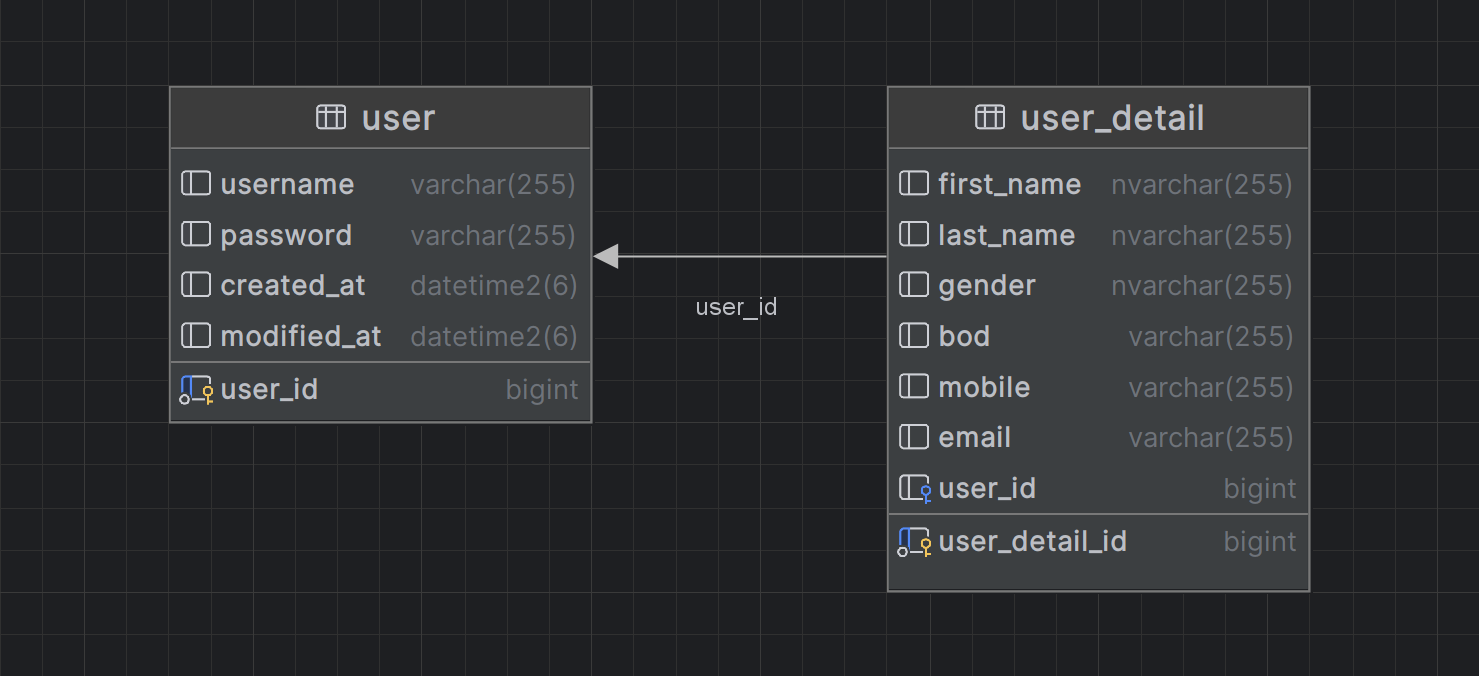 user
username varchar(255)
password varchar(255)
created_at datetime2(6)
modified_at datetime2(6)
user_id bigint
user_id
user_detail
first_name nvarchar(255)
last_name nvarchar(255)
gender nvarchar(255)
bod varchar(255)
mobile varchar(255)
email varchar(255)
user_id bigint
user_detail_id bigint